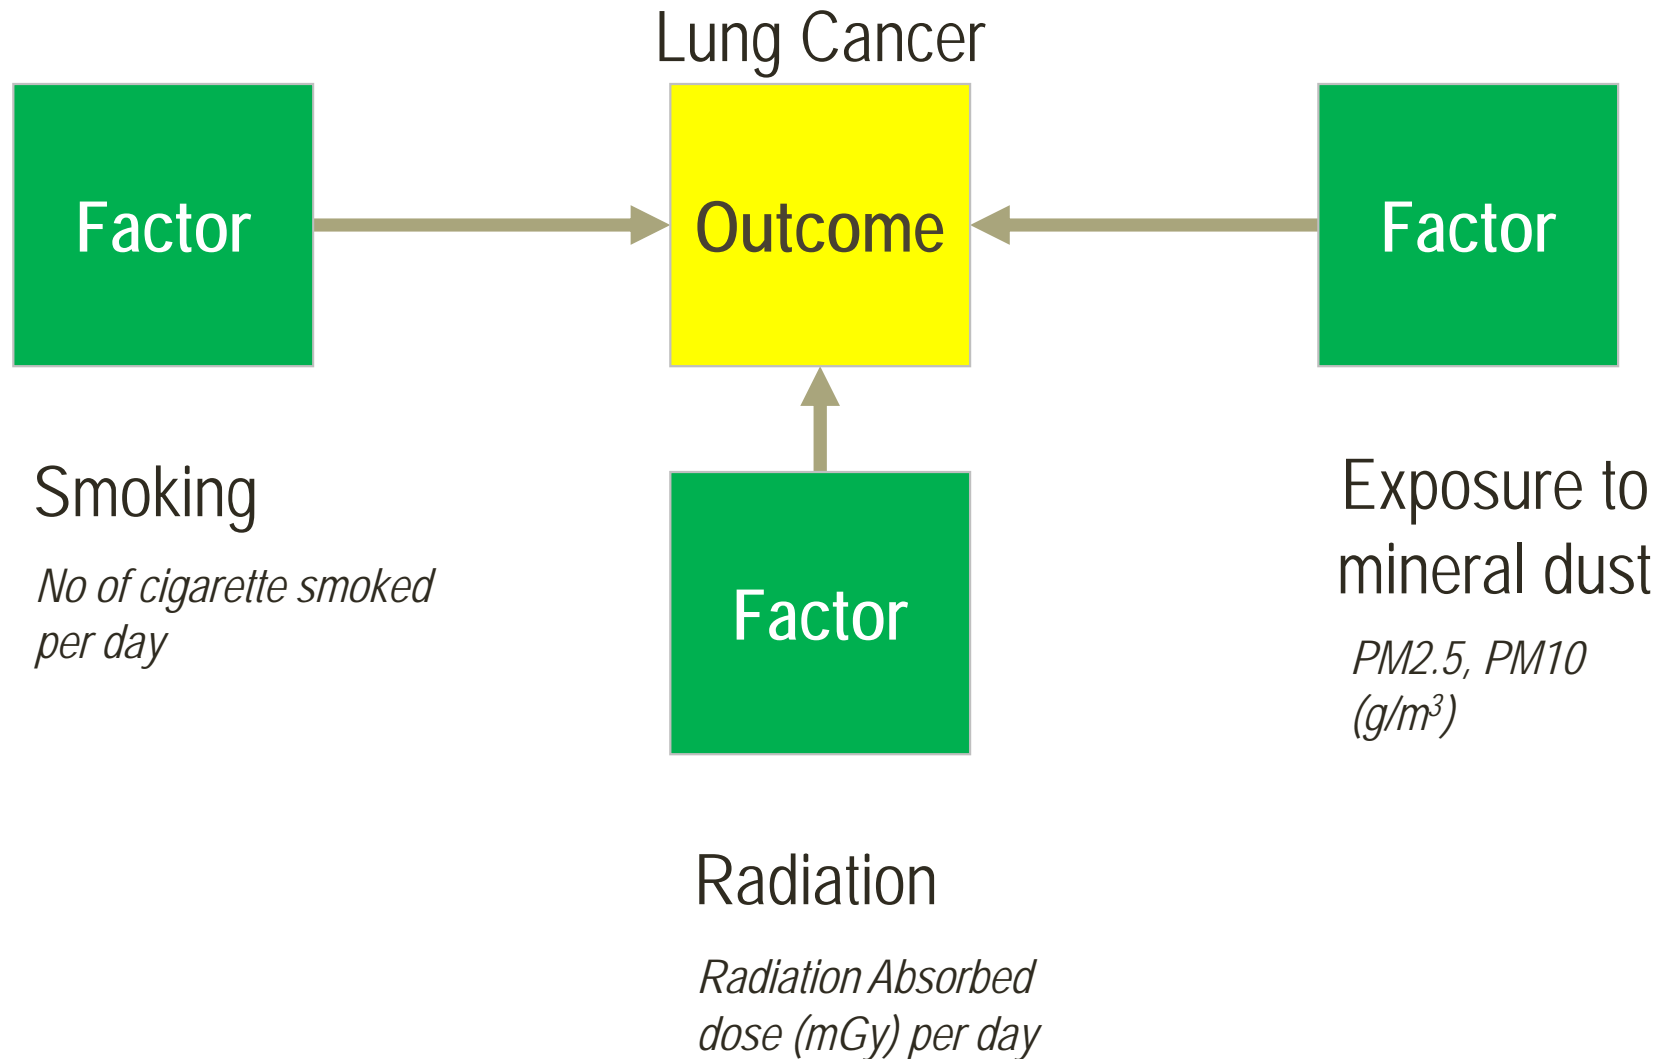 Lung Cancer
Factor
Outcome
Factor
Smoking
No of cigarette smoked
per day
Factor
Exposure to
mineral dust
PM2.5, PM10
(g/m³)
Radiation
Radiation Absorbed
dose (mGy) per day